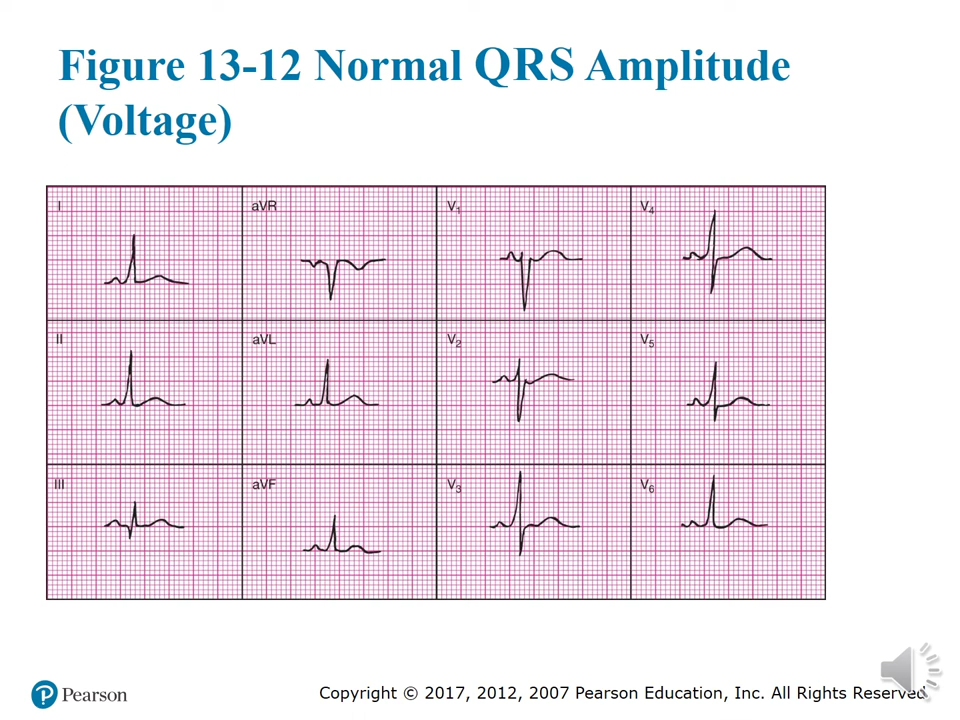 Figure 13-12 Normal QRS Amplitude
(Voltage)
I
aVR
V1
V4
II
aVL
V2
V5
III
aVF
V3
V6
Pearson
Copyright © 2017, 2012, 2007 Pearson Education, Inc. All Rights Reserved